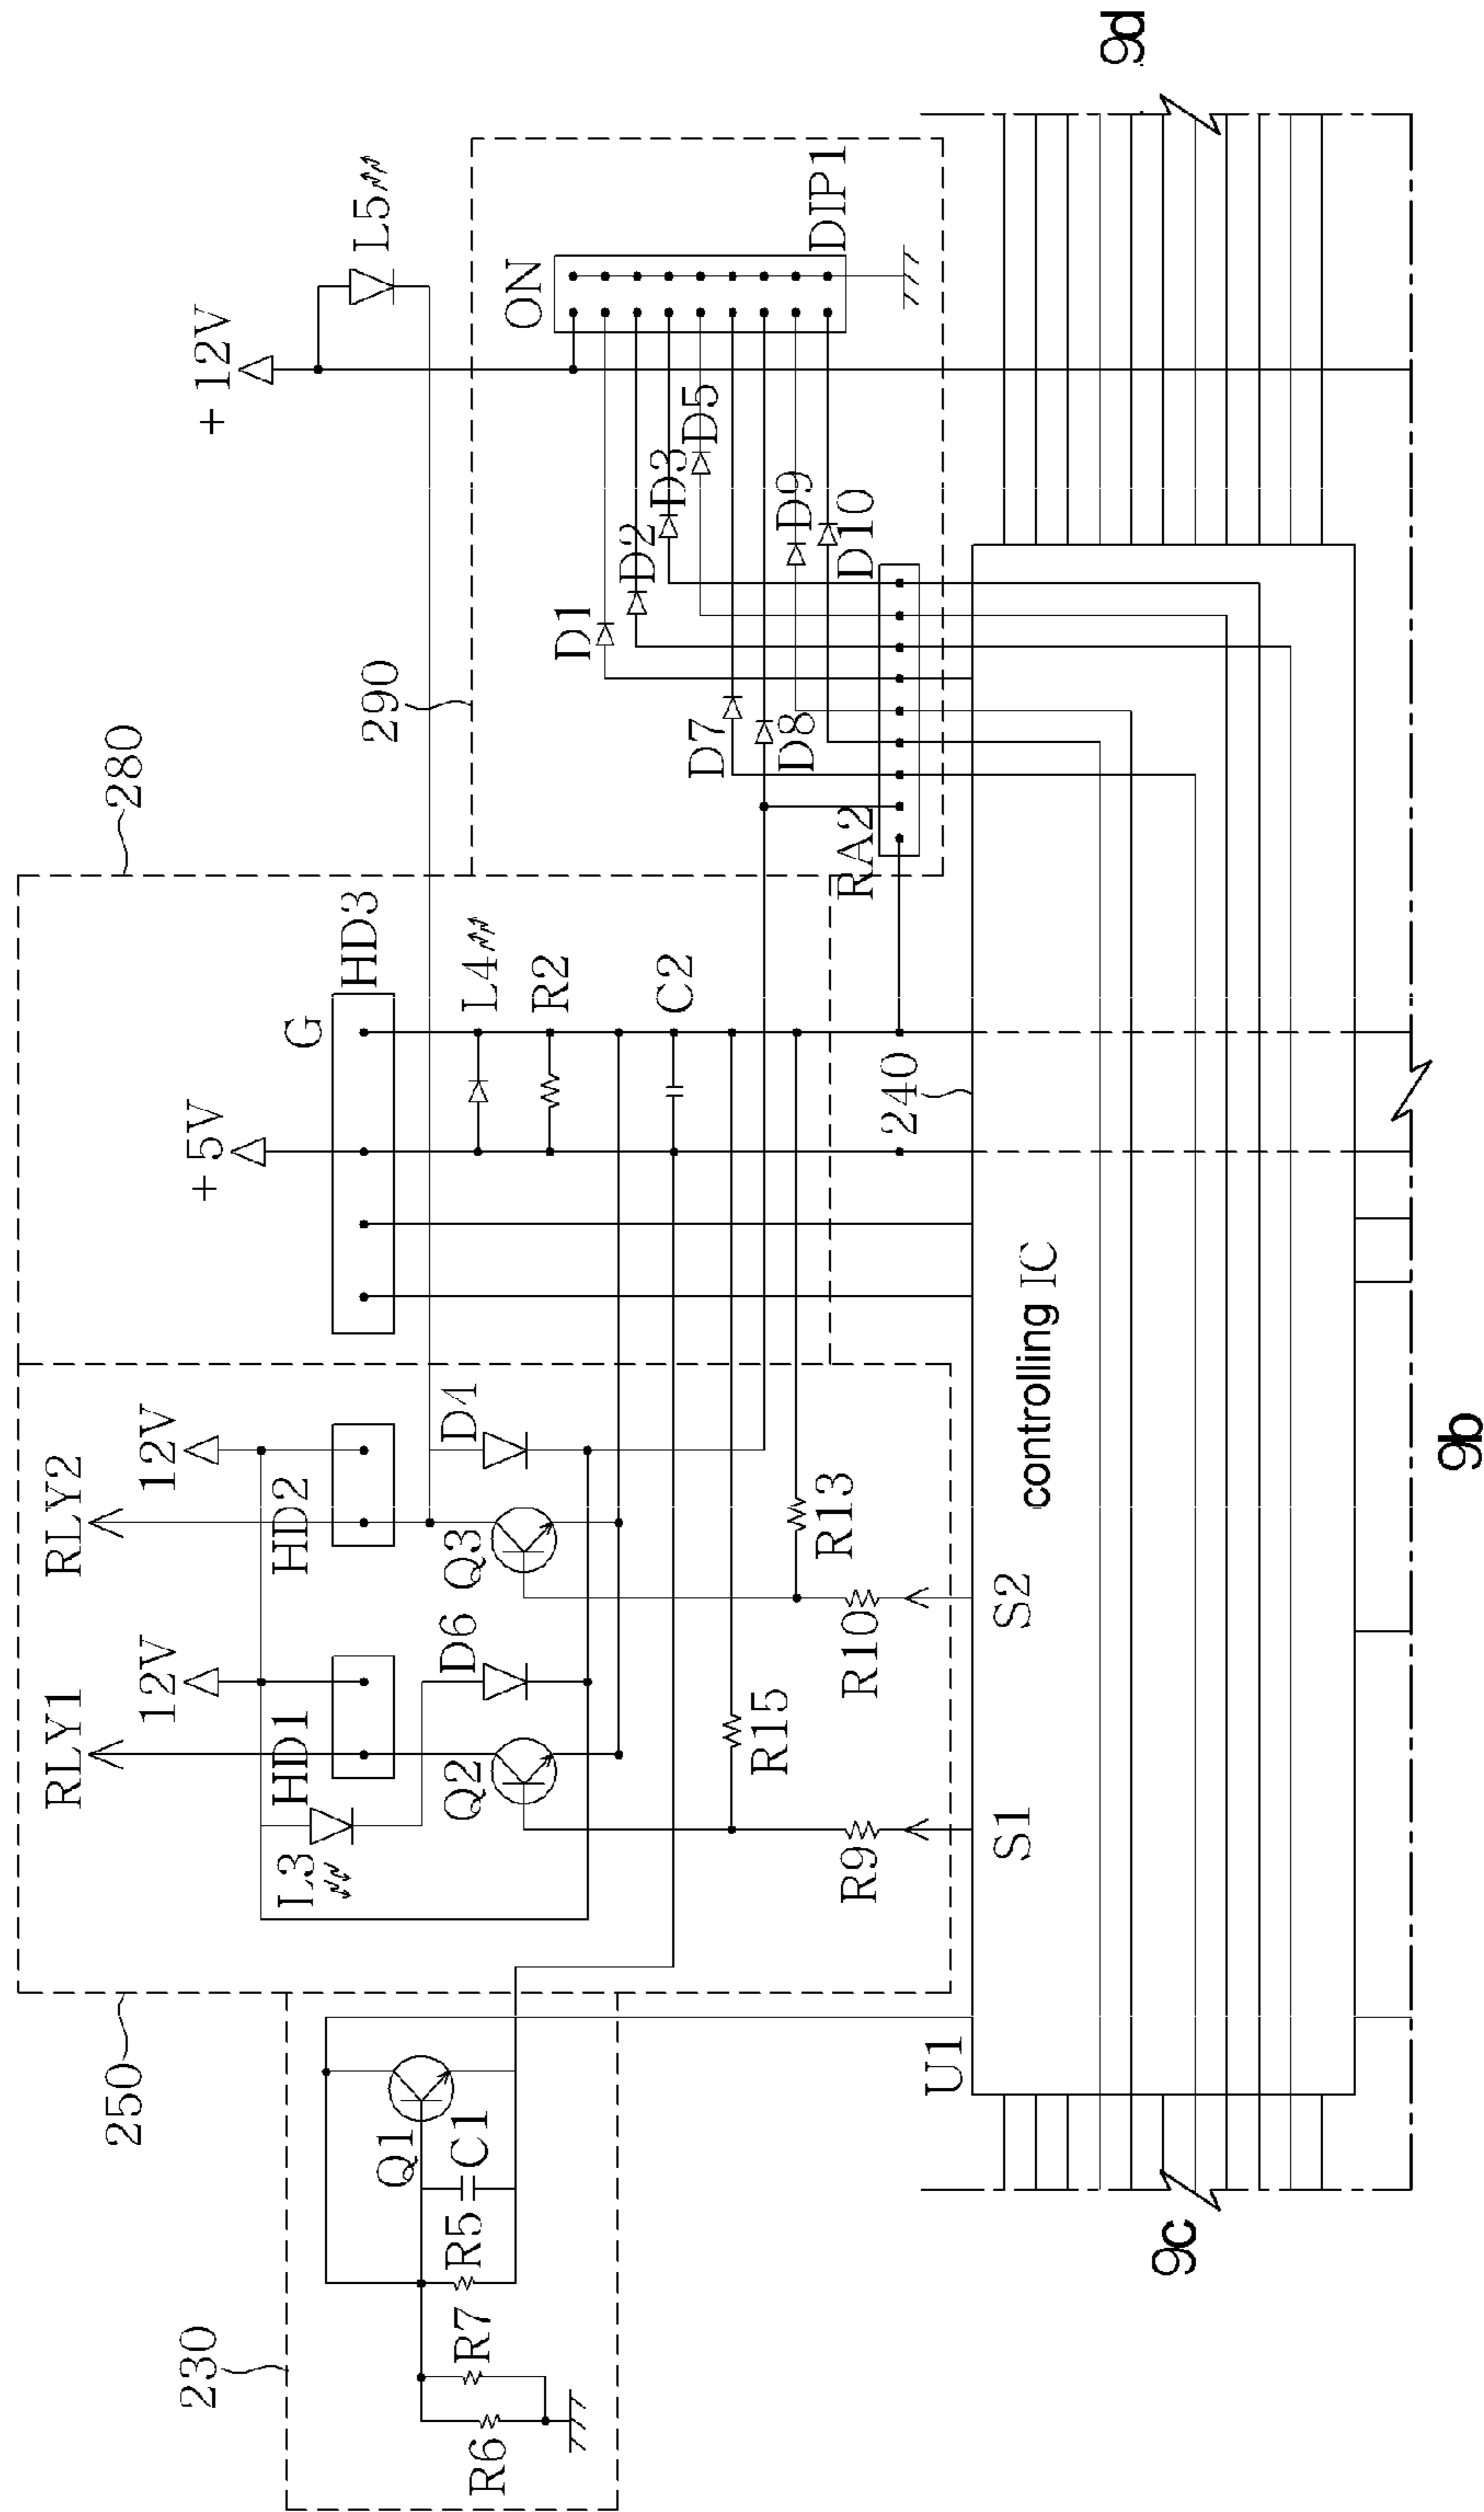 9d
+12V
L5
290
280
ON
DIP1
D5
D3
D2
D1
D9
D10
D7
D8
RA2
+5V
G
HD3
L4
R2
C2
240
RLY2
12V
HD2
D4
Q3
R13
R10
S2
controlling IC
RLY1
12V
HD1
D6
L3
Q2
R15
R9
S1
9b
250
230
Q1
C1
R5
R7
R6
U1
9c